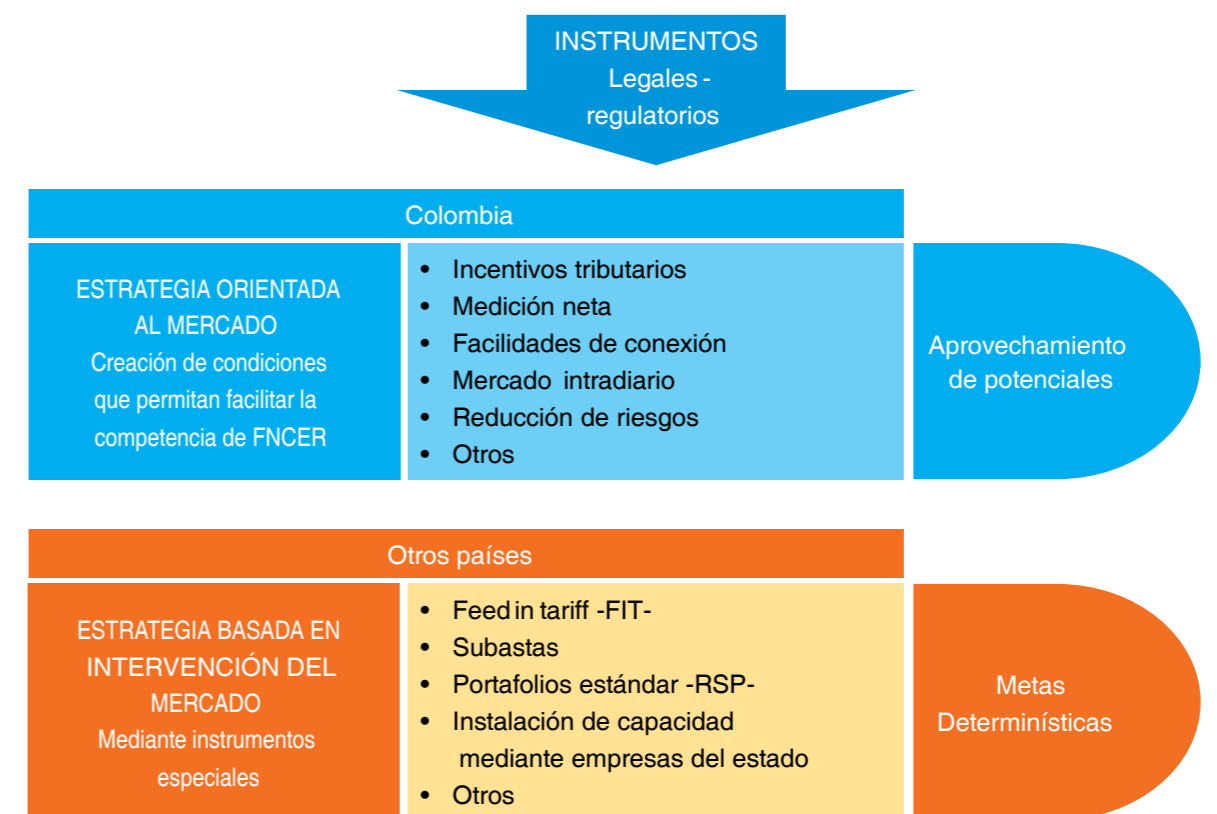 INSTRUMENTOS
Legales -
regulatorios
Colombia
ESTRATEGIA ORIENTADA
AL MERCADO
Creación de condiciones
que permitan facilitar la
competencia de FNCER
• Incentivos tributarios
• Medición neta
• Facilidades de conexión
• Mercado intradiario
• Reducción de riesgos
• Otros
Aprovechamiento
de potenciales
Otros países
ESTRATEGIA BASADA EN
INTERVENCIÓN DEL
MERCADO
Mediante instrumentos
especiales
• Feed in tariff -FIT-
• Subastas
• Portafolios estándar -RSP-
• Instalación de capacidad
mediante empresas del estado
• Otros
Metas
Determinísticas